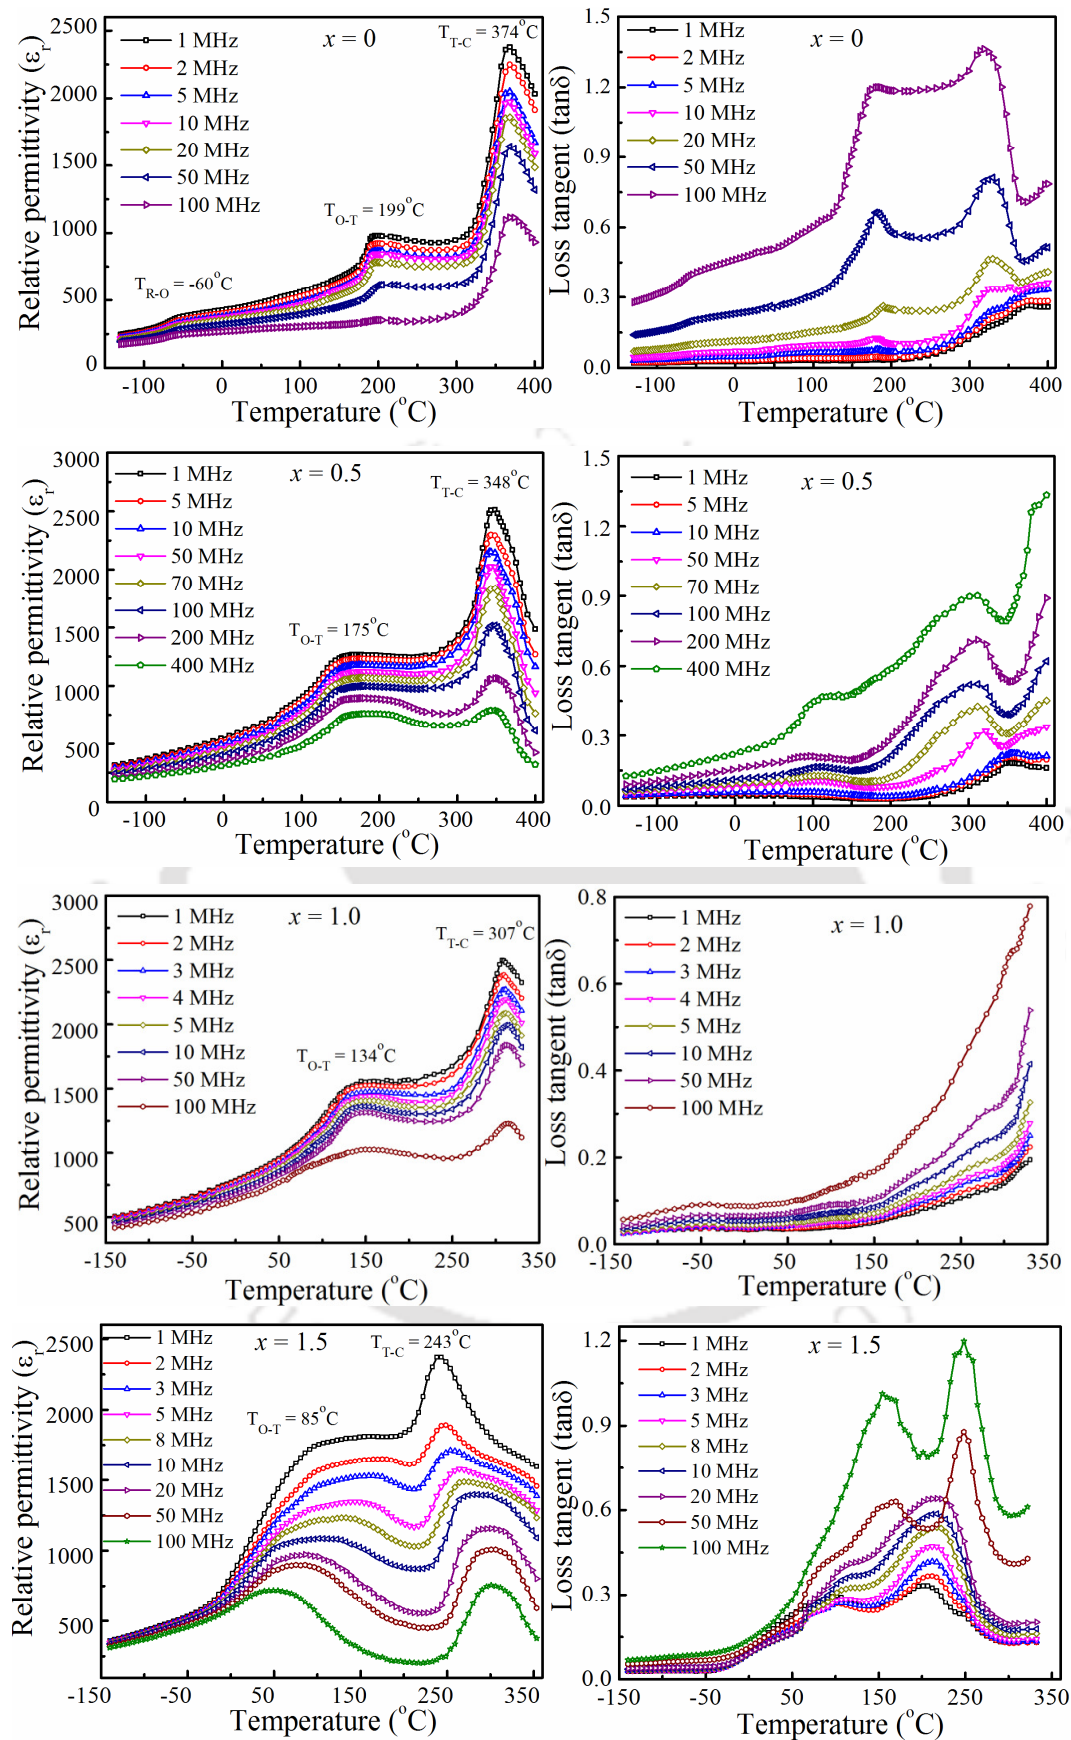 Relative permittivity (εr)
2500
2000
1500
1000
500
0
1 MHz
2 MHz
5 MHz
10 MHz
20 MHz
50 MHz
100 MHz
x = 0
TT-C = 374°C
TO-T = 199°C
TR-O = -60°C
-100 0 100 200 300 400
Temperature (°C)
Loss tangent (tanδ)
1.5
1.2
0.9
0.6
0.3
0.0
1 MHz
2 MHz
5 MHz
10 MHz
20 MHz
50 MHz
100 MHz
x = 0
-100 0 100 200 300 400
Temperature (°C)
Relative permittivity (εr)
3000
2500
2000
1500
1000
500
0
1 MHz
5 MHz
10 MHz
50 MHz
70 MHz
100 MHz
200 MHz
400 MHz
x = 0.5
TT-C = 348°C
TO-T = 175°C
-100 0 100 200 300 400
Temperature (°C)
Loss tangent (tanδ)
1.5
1.2
0.9
0.6
0.3
0.0
1 MHz
5 MHz
10 MHz
50 MHz
70 MHz
100 MHz
200 MHz
400 MHz
x = 0.5
-100 0 100 200 300 400
Temperature (°C)
Relative permittivity (εr)
3000
2500
2000
1500
1000
500
1 MHz
2 MHz
3 MHz
4 MHz
5 MHz
10 MHz
50 MHz
100 MHz
x = 1.0
TT-C = 307°C
TO-T = 134°C
-150 -50 50 150 250 350
Temperature (°C)
Loss tangent (tanδ)
0.8
0.6
0.4
0.2
0.0
1 MHz
2 MHz
3 MHz
4 MHz
5 MHz
10 MHz
50 MHz
100 MHz
x = 1.0
-150 -50 50 150 250 350
Temperature (°C)
Relative permittivity (εr)
2500
2000
1500
1000
500
1 MHz
2 MHz
3 MHz
5 MHz
8 MHz
10 MHz
20 MHz
50 MHz
100 MHz
x = 1.5
TT-C = 243°C
TO-T = 85°C
-150 -50 50 150 250 350
Temperature (°C)
Loss tangent (tanδ)
1.2
0.9
0.6
0.3
0.0
1 MHz
2 MHz
3 MHz
5 MHz
8 MHz
10 MHz
20 MHz
50 MHz
100 MHz
x = 1.5
-150 -50 50 150 250 350
Temperature (°C)